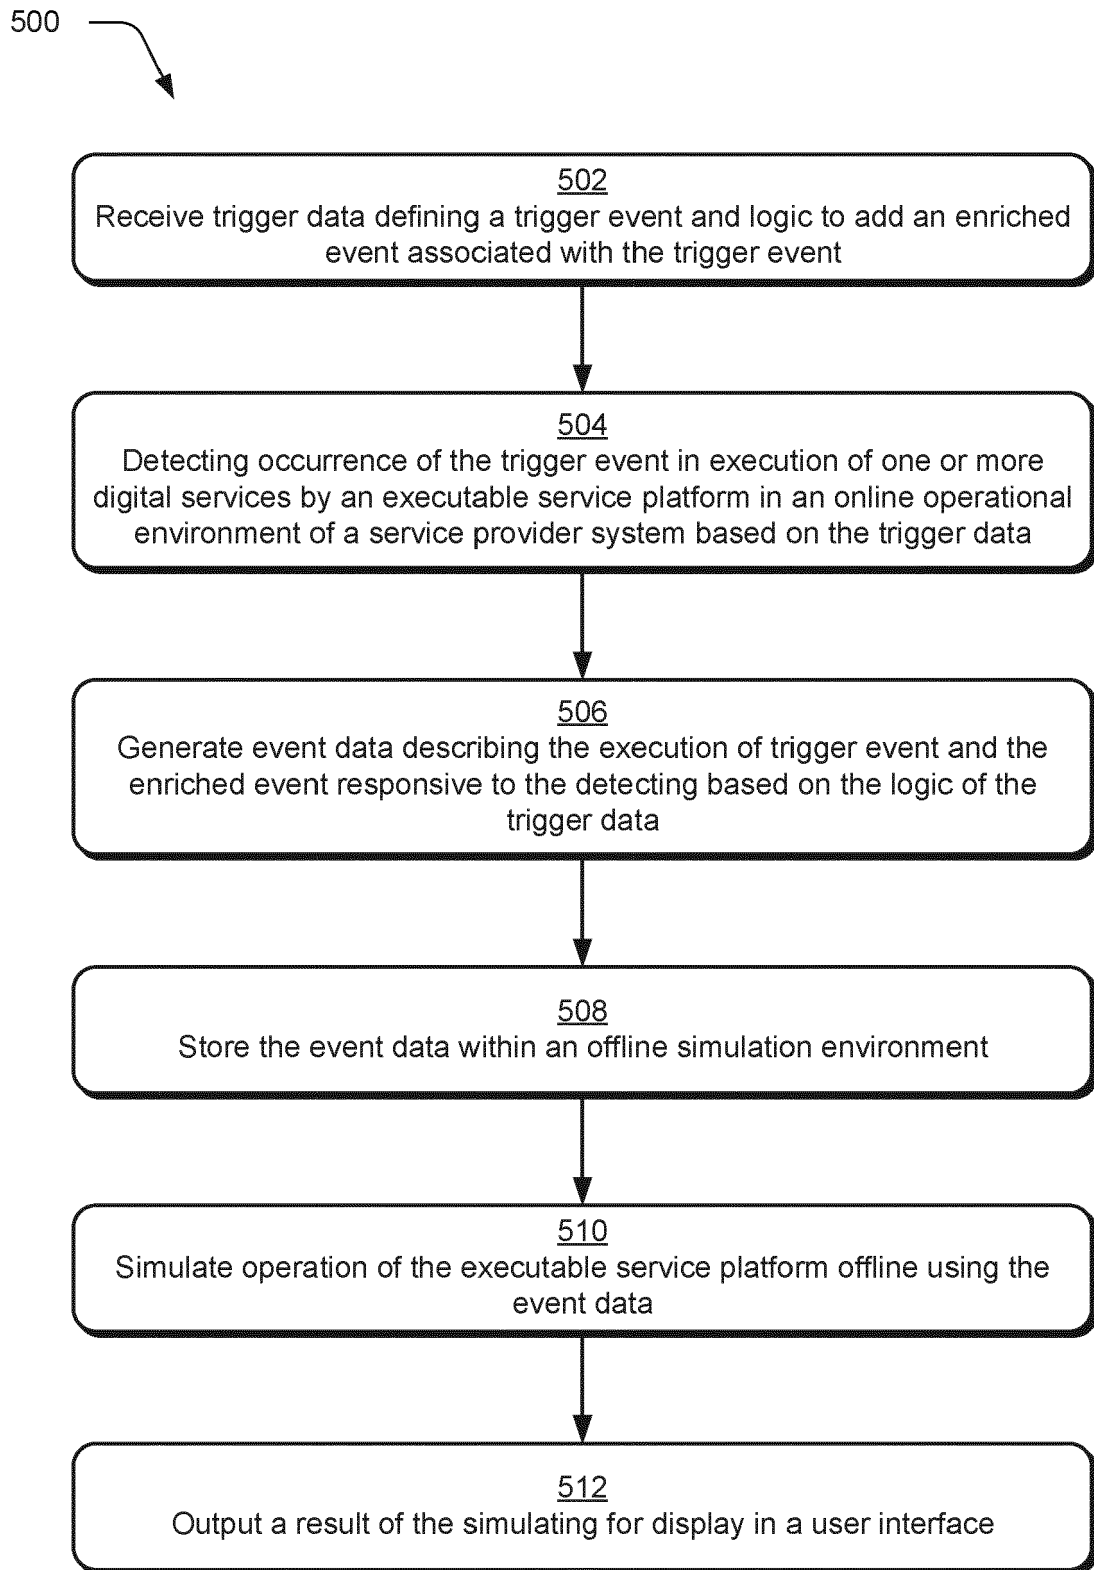 500
502
Receive trigger data defining a trigger event and logic to add an enriched
event associated with the trigger event
504
Detecting occurrence of the trigger event in execution of one or more
digital services by an executable service platform in an online operational
environment of a service provider system based on the trigger data
506
Generate event data describing the execution of trigger event and the
enriched event responsive to the detecting based on the logic of the
trigger data
508
Store the event data within an offline simulation environment
510
Simulate operation of the executable service platform offline using the
event data
512
Output a result of the simulating for display in a user interface